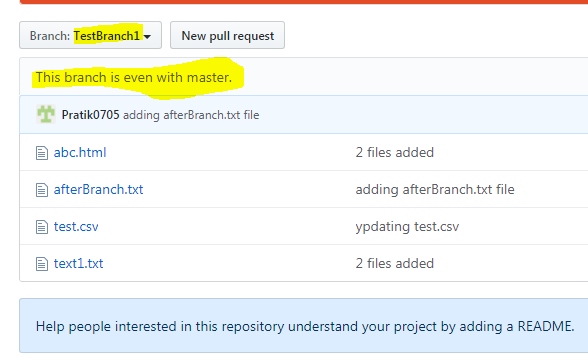 Branch: TestBranch1 New pull request
This branch is even with master.
Pratik0705 adding afterBranch.txt file
abc.html 2 files added
afterBranch.txt adding afterBranch.txt file
test.csv ypdating test.csv
text1.txt 2 files added
Help people interested in this repository understand your project by adding a README.